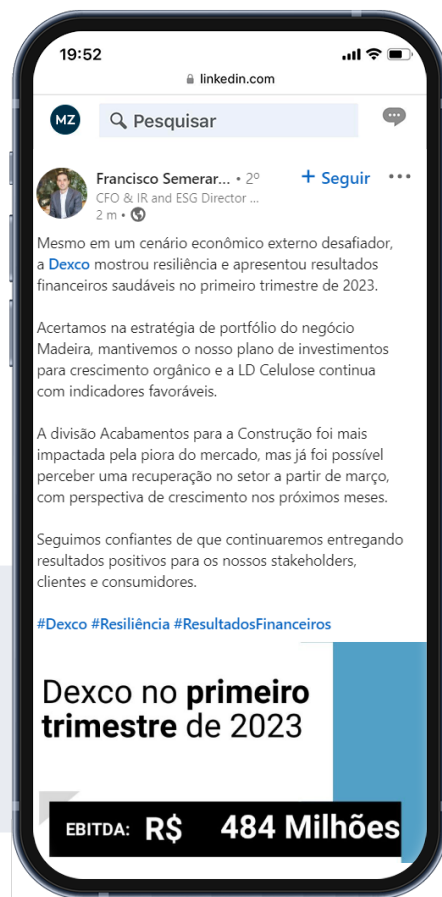 19:52
linkedin.com
MZ
Pesquisar
Francisco Semerar... • 2º
+ Seguir
CFO & IR and ESG Director ...
2 m •
Mesmo em um cenário econômico externo desafiador,
a Dexco mostrou resiliência e apresentou resultados
financeiros saudáveis no primeiro trimestre de 2023.
Acertamos na estratégia de portfólio do negócio
Madeira, mantivemos o nosso plano de investimentos
para crescimento orgânico e a LD Celulose continua
com indicadores favoráveis.
A divisão Acabamentos para a Construção foi mais
impactada pela piora do mercado, mas já foi possível
perceber uma recuperação no setor a partir de março,
com perspectiva de crescimento nos próximos meses.
Seguimos confiantes de que continuaremos entregando
resultados positivos para os nossos stakeholders,
clientes e consumidores.
#Dexco #Resiliência #ResultadosFinanceiros
Dexco no primeiro
trimestre de 2023
EBITDA: R$ 484 Milhões